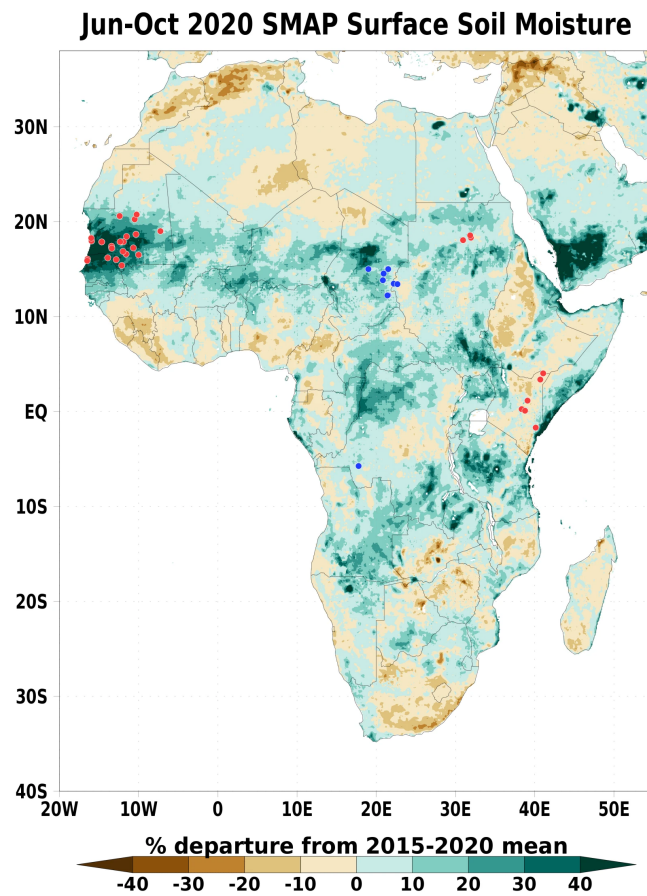 Jun-Oct 2020 SMAP Surface Soil Moisture
30N
20N
10N
EQ
10S
20S
30S
40S
20W 10W 0 10E 20E 30E 40E 50E
% departure from 2015-2020 mean
-40 -30 -20 -10 0 10 20 30 40